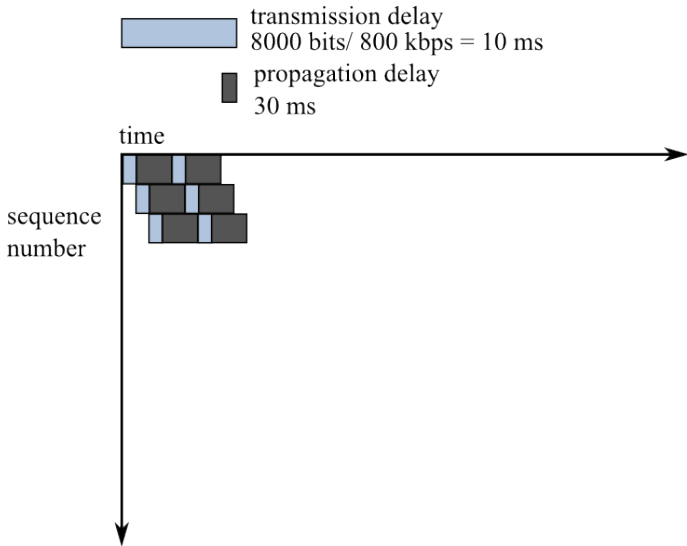 transmission delay
8000 bits/ 800 kbps = 10 ms
propagation delay
30 ms
time
sequence
number